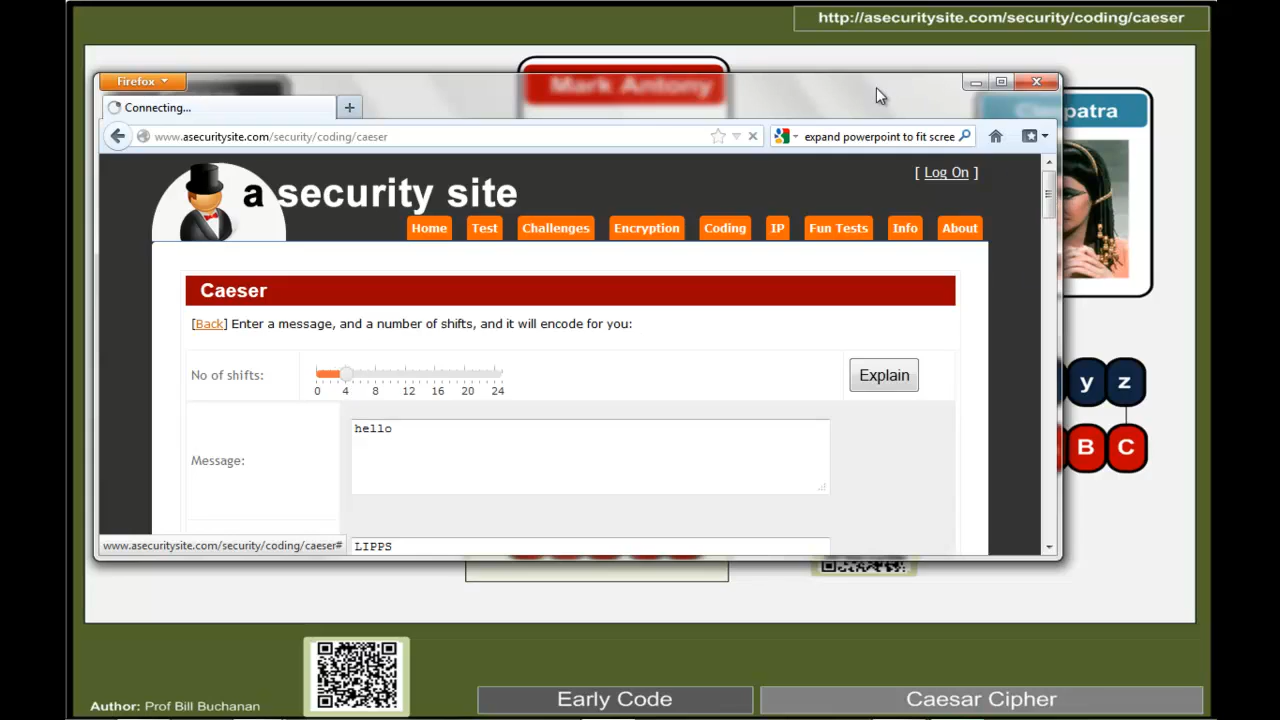 http://asecuritysite.com/security/coding/caeser
Mark Antony
Firefox
Connecting...
patra
www.asecuritysite.com/security/coding/caeser
expand powerpoint to fit scree
[ Log On ]
a security site
Home Test Challenges Encryption Coding IP Fun Tests Info About
Caeser
[Back] Enter a message, and a number of shifts, and it will encode for you:
No of shifts:
0 4 8 12 16 20 24
Explain
y z
hello
B C
Message:
www.asecuritysite.com/security/coding/caeser#
LIPPS
Author: Prof Bill Buchanan
Early Code
Caesar Cipher